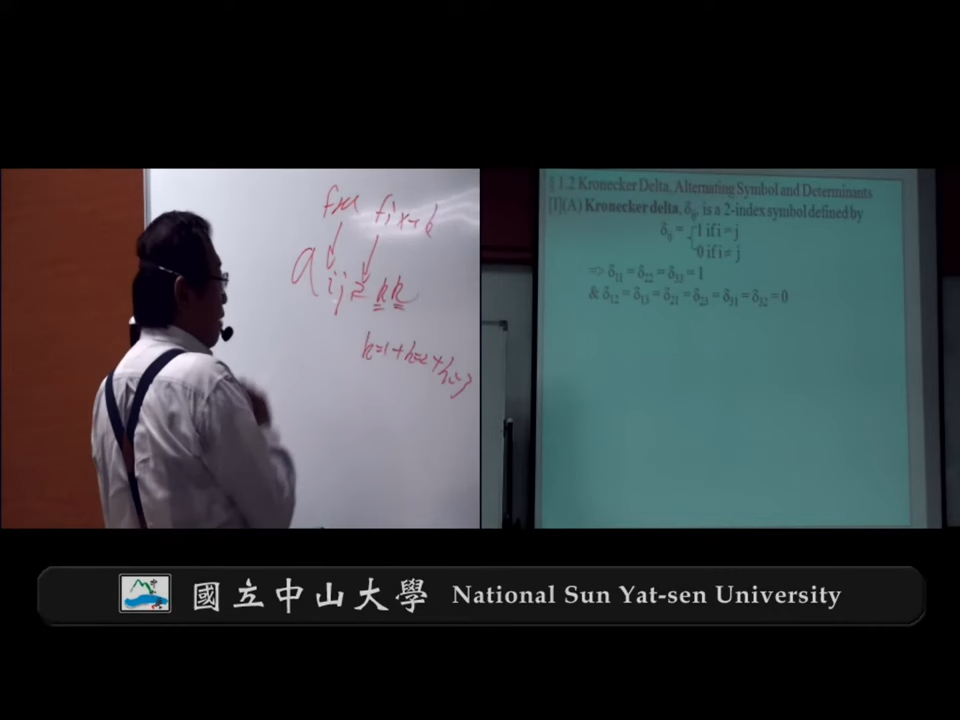 fix
fix+k
a
ij2 kk
k=1+k=2+k=3
§ 1.2 Kronecker Delta, Alternating Symbol and Determinants
[I](A) Kronecker delta, δij, is a 2-index symbol defined by
δij = { 1 if i = j
0 if i ≠ j
=> δ11 = δ22 = δ33 = 1
& δ12 = δ13 = δ21 = δ23 = δ31 = δ32 = 0
國立中山大學 National Sun Yat-sen University